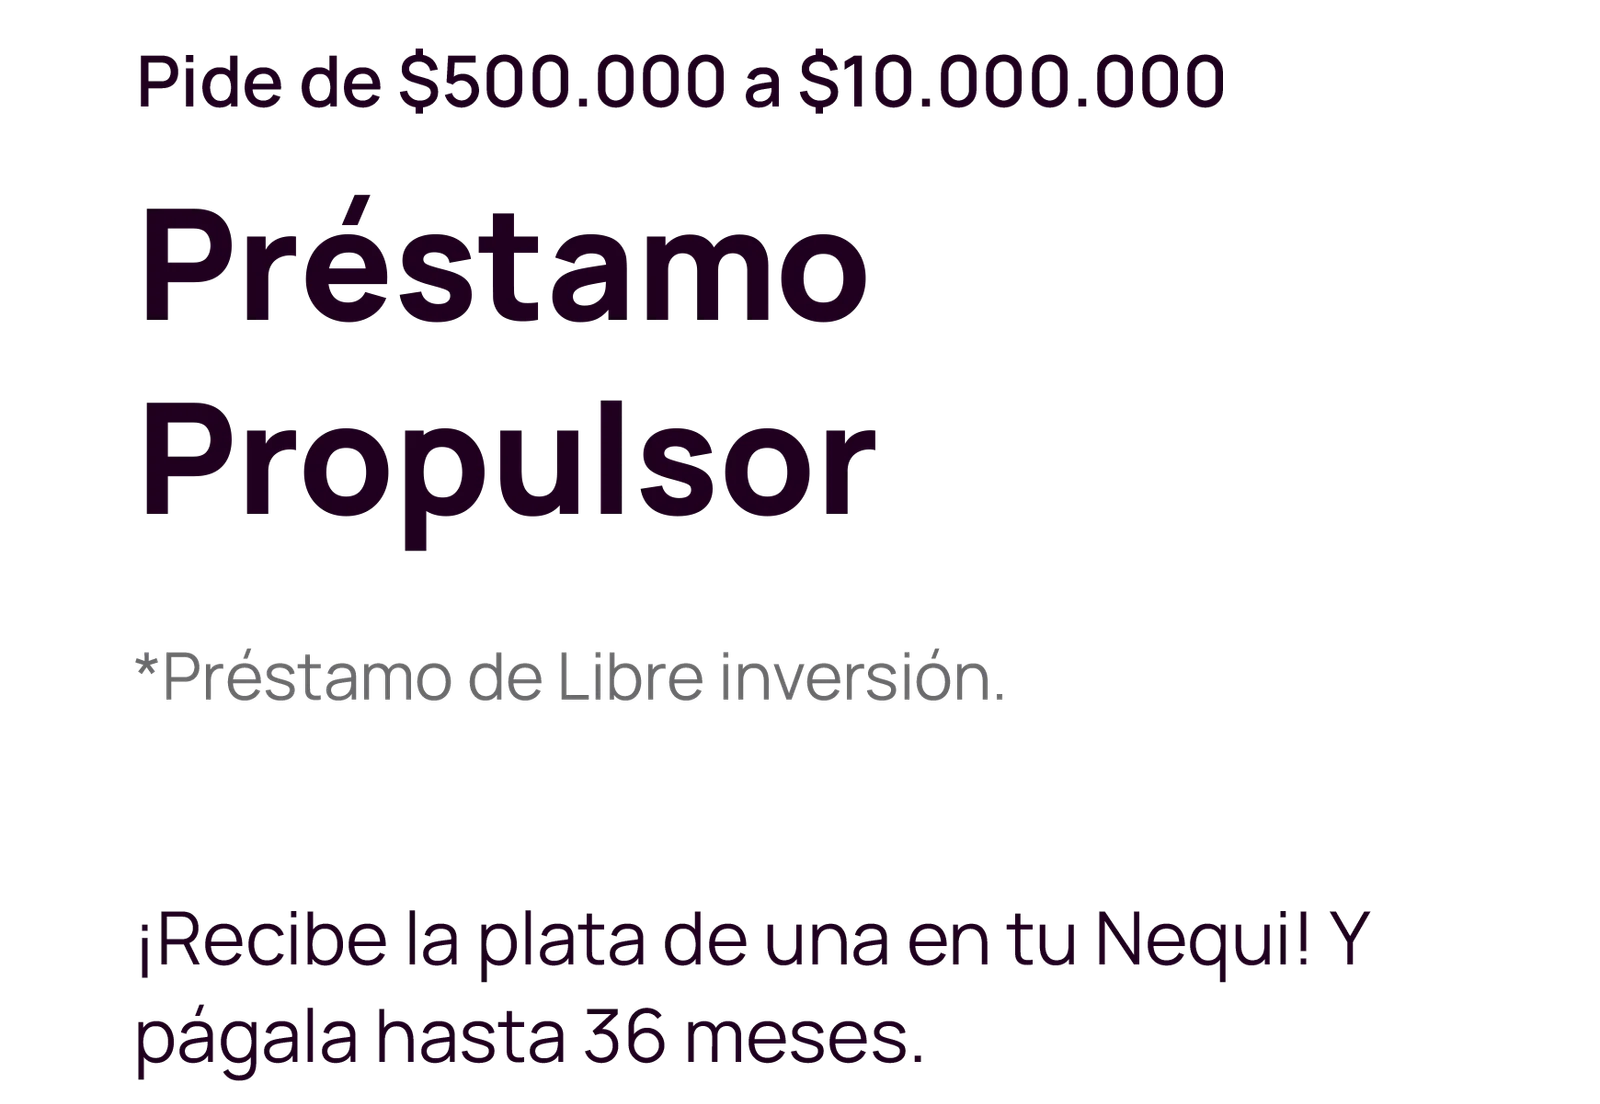 Pide de $500.000 a $10.000.000
Préstamo
Propulsor
*Préstamo de Libre inversión.
¡Recibe la plata de una en tu Nequi! Y
págala hasta 36 meses.